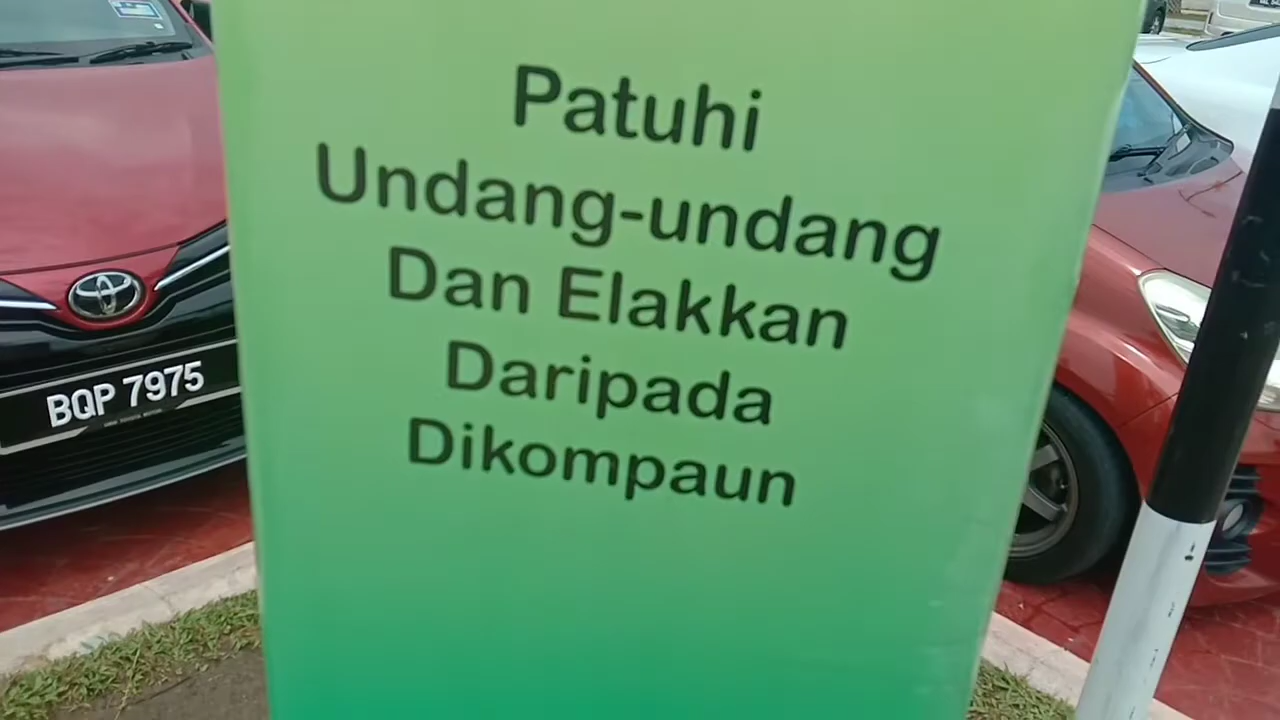 Patuhi
Undang-undang
Dan Elakkan
Daripada
Dikompaun
BQP 7975